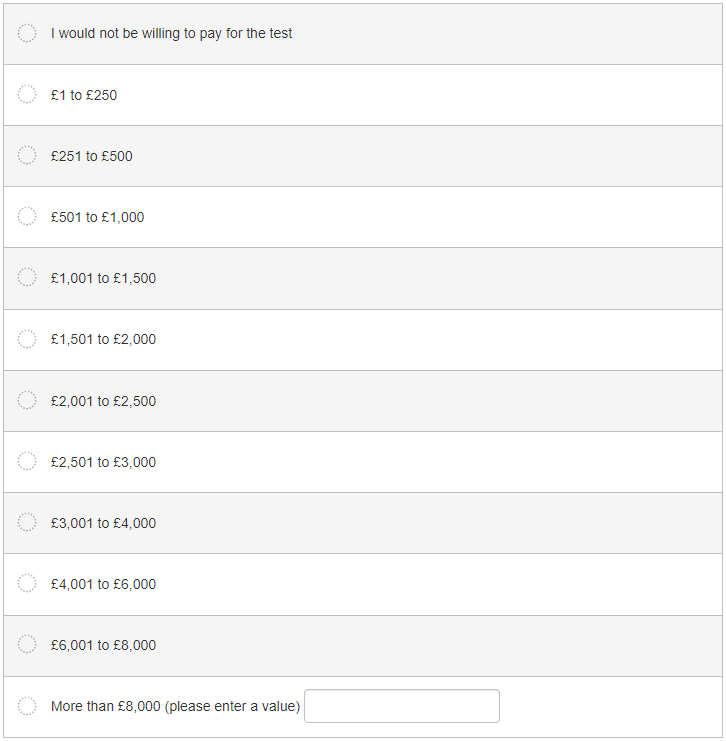 I would not be willing to pay for the test
£1 to £250
£251 to £500
£501 to £1,000
£1,001 to £1,500
£1,501 to £2,000
£2,001 to £2,500
£2,501 to £3,000
£3,001 to £4,000
£4,001 to £6,000
£6,001 to £8,000
More than £8,000 (please enter a value)